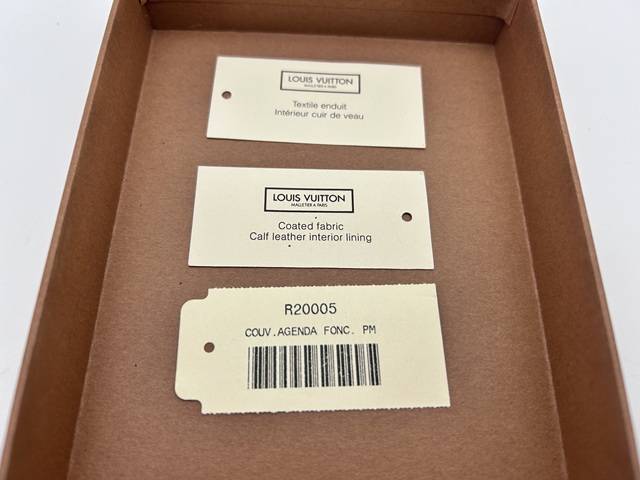 LOUIS VUITTON
MALLETIER A PARIS
Textile enduit
Intérieur cuir de veau
LOUIS VUITTON
MALLETIER A PARIS
Coated fabric
Calf leather interior lining
R20005
COUV.AGENDA FONC. PM